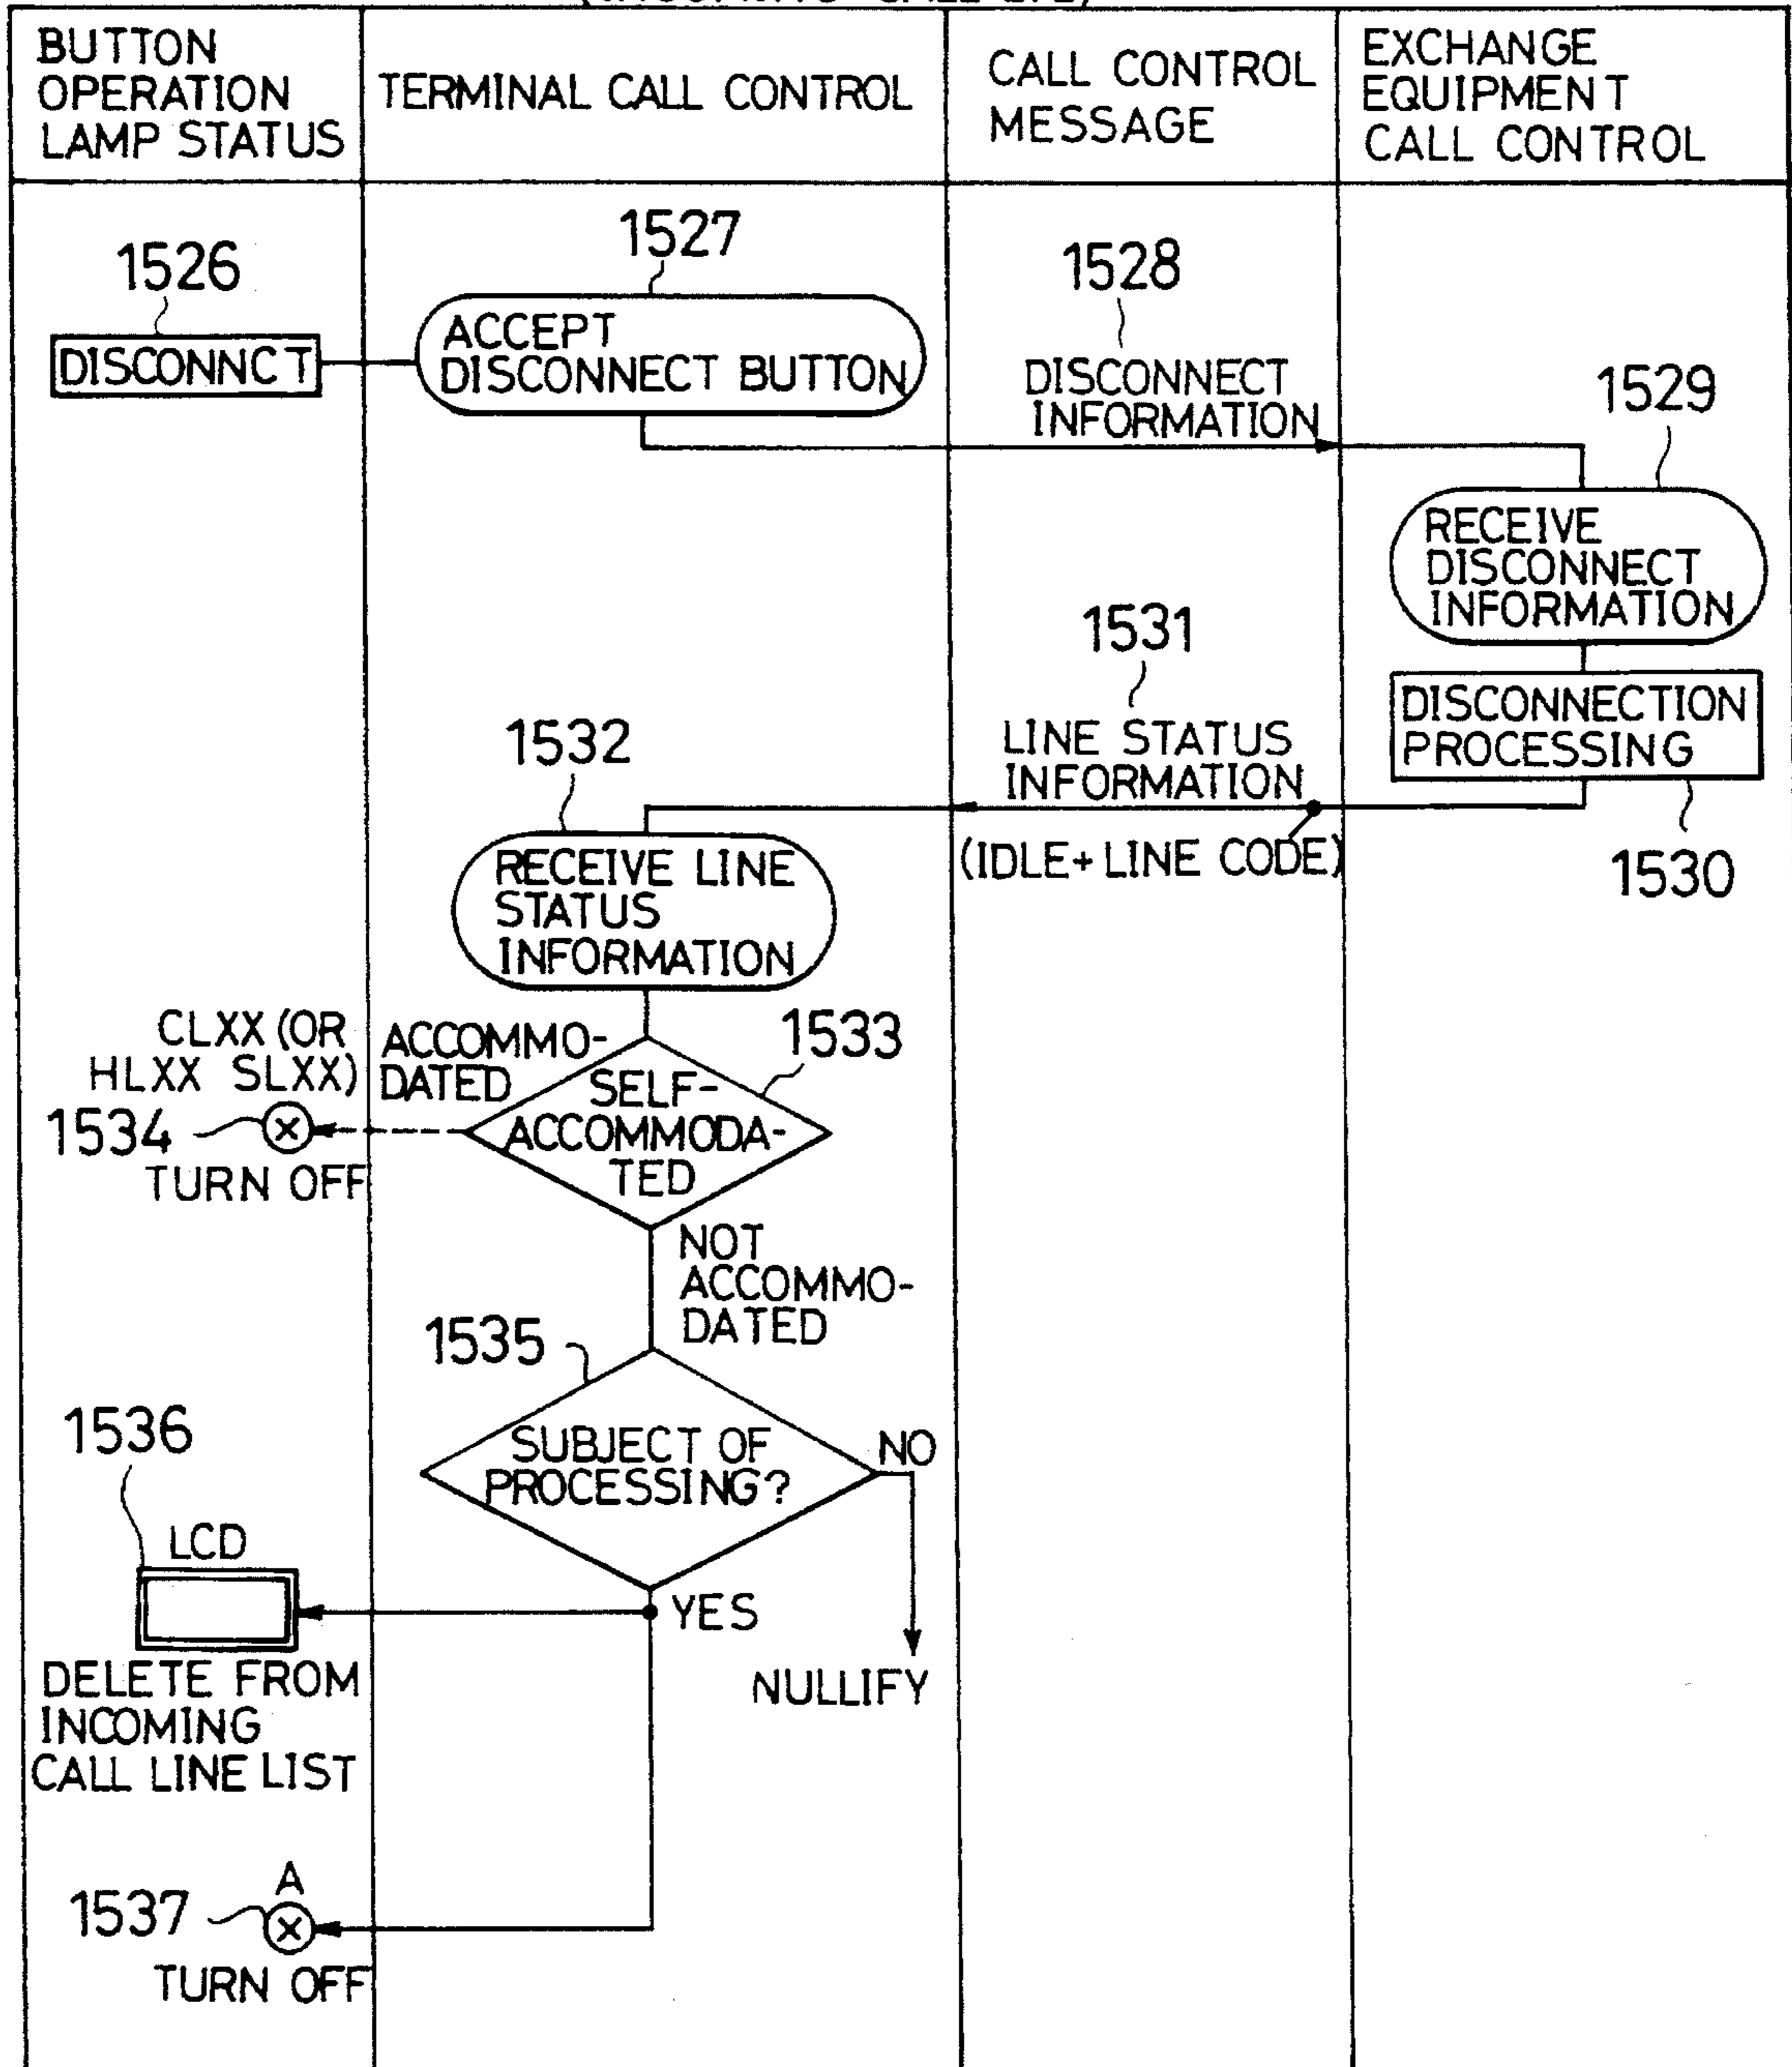 BUTTON
OPERATION
LAMP STATUS
TERMINAL CALL CONTROL
CALL CONTROL
MESSAGE
EXCHANGE
EQUIPMENT
CALL CONTROL
1526
DISCONNCT
1527
ACCEPT
DISCONNECT BUTTON
1528
DISCONNECT
INFORMATION
1529
RECEIVE
DISCONNECT
INFORMATION
DISCONNECTION
PROCESSING
1530
1531
LINE STATUS
INFORMATION
(IDLE+LINE CODE)
1532
RECEIVE LINE
STATUS
INFORMATION
1533
SELF-
ACCOMMODA-
TED
ACCOMMO-
DATED
CLXX (OR
HLXX SLXX)
1534
TURN OFF
NOT
ACCOMMO-
DATED
1535
SUBJECT OF
PROCESSING?
NO
NULLIFY
YES
1536
LCD
DELETE FROM
INCOMING
CALL LINE LIST
A
1537
TURN OFF